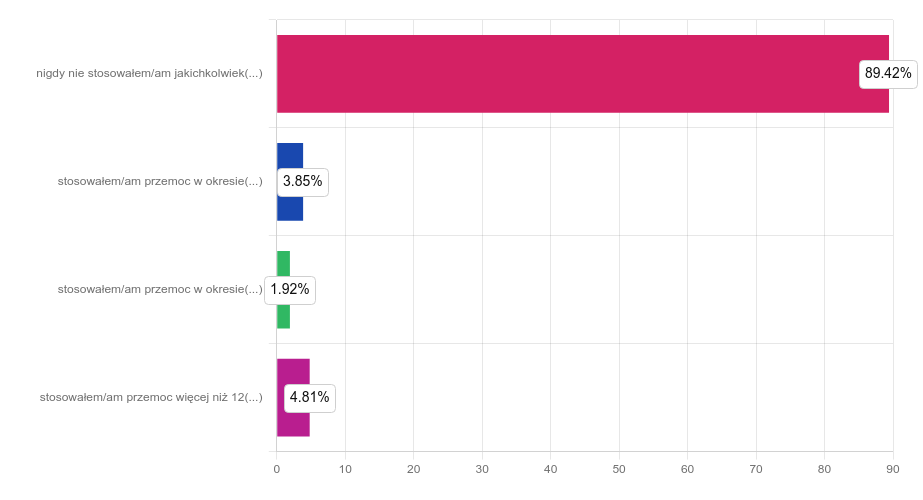 nigdy nie stosowałem/am jakichkolwiek(...)
89.42%
stosowałem/am przemoc w okresie(...)
3.85%
stosowałem/am przemoc w okresie(...)
1.92%
stosowałem/am przemoc więcej niż 12(...)
4.81%
0 10 20 30 40 50 60 70 80 90